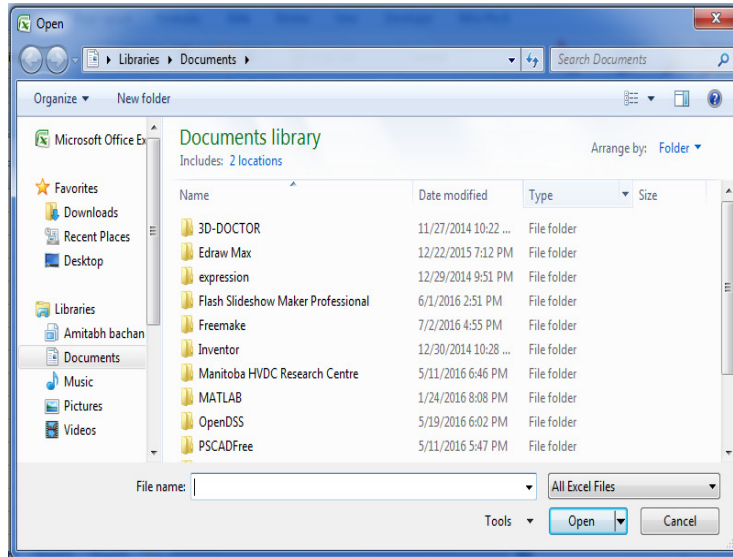 Open
Libraries Documents
Search Documents
Organize New folder
Microsoft Office Ex
Favorites
Downloads
Recent Places
Desktop
Libraries
Amitabh bachan
Documents
Music
Pictures
Videos
Documents library
Includes: 2 locations
Arrange by: Folder
Name Date modified Type Size
3D-DOCTOR 11/27/2014 10:22 ... File folder
Edraw Max 12/22/2015 7:12 PM File folder
expression 12/29/2014 9:51 PM File folder
Flash Slideshow Maker Professional 6/1/2016 2:51 PM File folder
Freemake 7/2/2016 4:55 PM File folder
Inventor 12/30/2014 10:28 ... File folder
Manitoba HVDC Research Centre 5/11/2016 6:46 PM File folder
MATLAB 1/24/2016 8:08 PM File folder
OpenDSS 5/19/2016 6:02 PM File folder
PSCADFree 5/11/2016 5:47 PM File folder
File name: All Excel Files
Tools Open Cancel